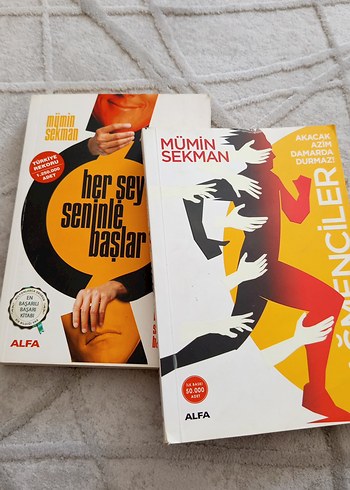 mümin
sekman
TÜRKİYE
REKORU
1.200.000
ADET
her şey
seninle
başlar
EN
BAŞARILI
BAŞARI
KİTABI
ALFA
MÜMİN
SEKMAN
AKACAK
AZİM
DAMARDA
DURMAZ!
İLK BASKI
50.000
ADET
ALFA